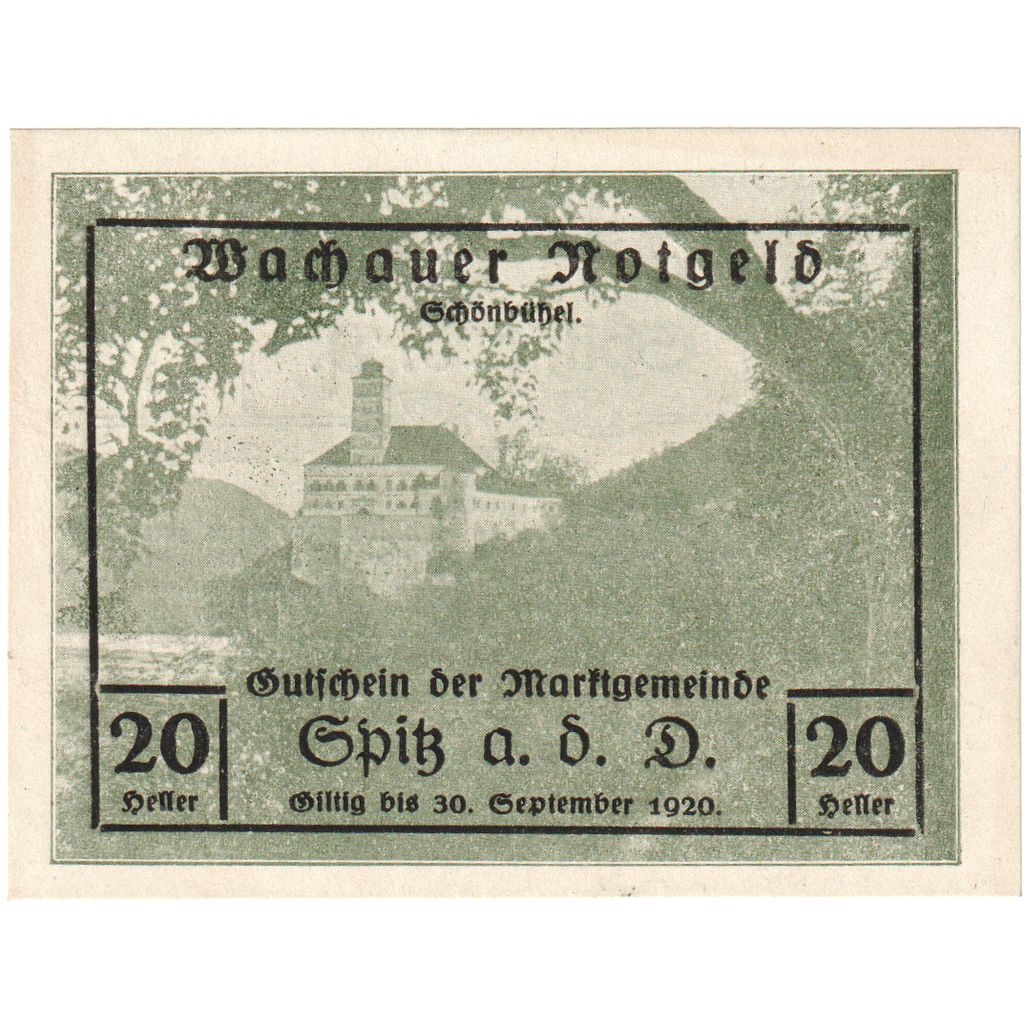 Wachauer Notgeld
Schönbühel.
Gutschein der Marktgemeinde
Spitz a. d. D.
Giltig bis 30. September 1920.
20
Heller
20
Heller